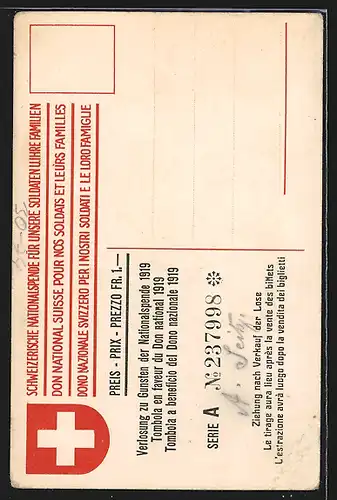 SCHWEIZERISCHE NATIONALSPENDE FÜR UNSERE SOLDATEN U. IHRE FAMILIEN
DON NATIONAL SUISSE POUR NOS SOLDATS ET LEURS FAMILLES
DONO NAZIONALE SVIZZERO PER I NOSTRI SOLDATI E LE LORO FAMIGLIE
PREIS - PRIX - PREZZO FR. 1.—
Verlosung zu Gunsten der Nationalspende 1919
Tombola en faveur du Don national 1919
Tombola a beneficio del Dono nazionale 1919
SERIE A No 237998
Ziehung nach Verkauf der Lose
Le tirage aura lieu après la vente des billets
L'estrazione avrà luogo dopo la vendita dei biglietti